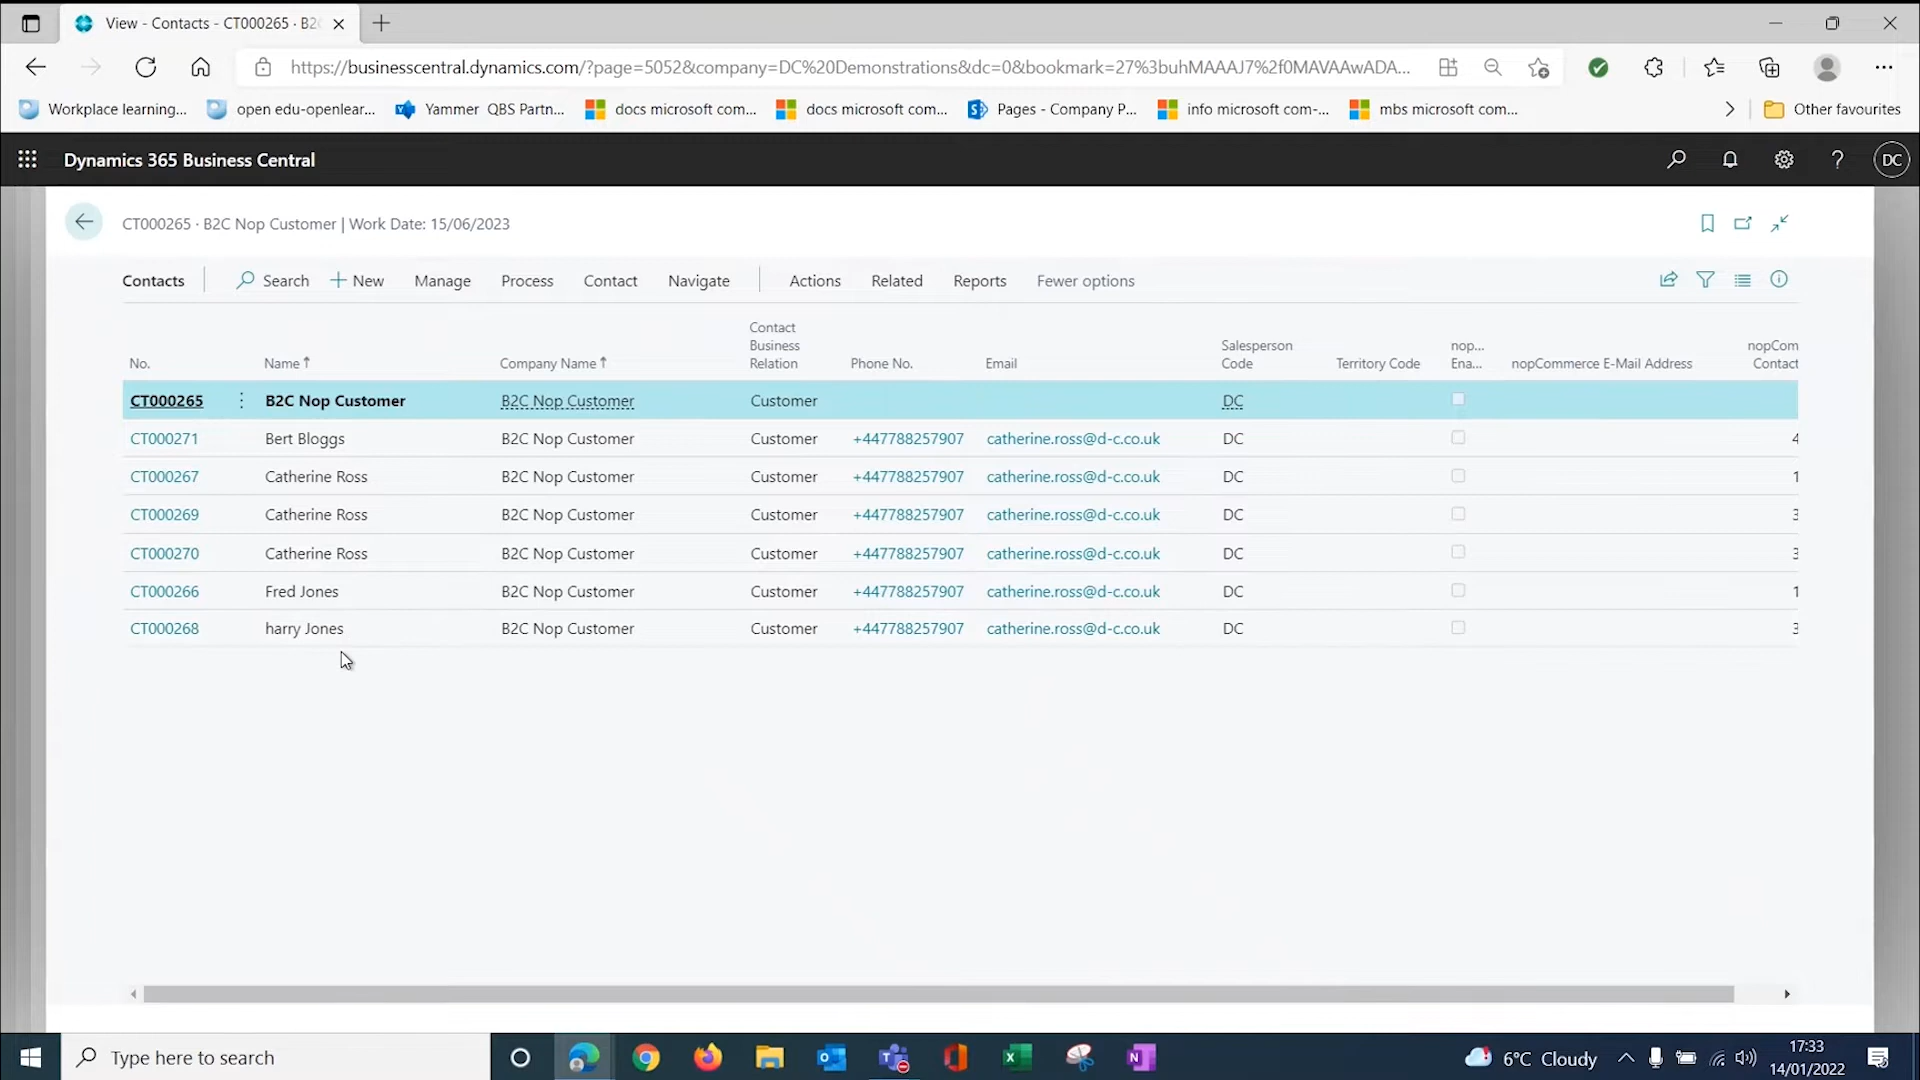 View - Contacts - CT000265 · B2C
https://businesscentral.dynamics.com/?page=5052&company=DC%20Demonstrations&dc=0&bookmark=27%3buhMAAAJ7%2f0MAVAAwADA...
Workplace learning... open edu-openlear... Yammer QBS Partn... docs microsoft com... docs microsoft com... Pages - Company P... info microsoft com-... mbs microsoft com... Other favourites
Dynamics 365 Business Central ? DC
CT000265 · B2C Nop Customer | Work Date: 15/06/2023
Contacts Search New Manage Process Contact Navigate Actions Related Reports Fewer options
Contact
Business
Relation
Salesperson
Code
nop...
Ena...
nopCom
Contact
No. Name↑ Company Name↑ Phone No. Email Territory Code nopCommerce E-Mail Address
CT000265 B2C Nop Customer B2C Nop Customer Customer DC
CT000271 Bert Bloggs B2C Nop Customer Customer +447788257907 catherine.ross@d-c.co.uk DC 4
CT000267 Catherine Ross B2C Nop Customer Customer +447788257907 catherine.ross@d-c.co.uk DC 1
CT000269 Catherine Ross B2C Nop Customer Customer +447788257907 catherine.ross@d-c.co.uk DC 3
CT000270 Catherine Ross B2C Nop Customer Customer +447788257907 catherine.ross@d-c.co.uk DC 3
CT000266 Fred Jones B2C Nop Customer Customer +447788257907 catherine.ross@d-c.co.uk DC 1
CT000268 harry Jones B2C Nop Customer Customer +447788257907 catherine.ross@d-c.co.uk DC 3
Type here to search
6°C Cloudy
17:33
14/01/2022